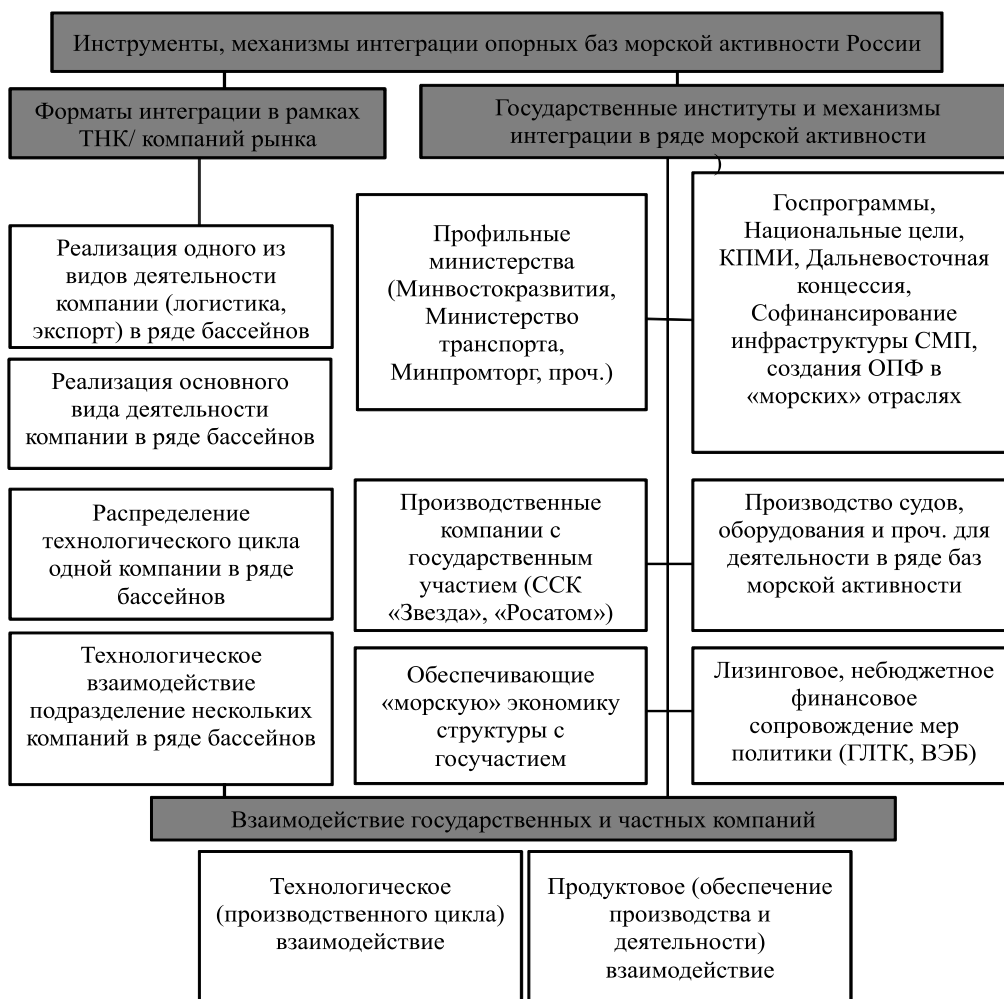 Инструменты, механизмы интеграции опорных баз морской активности России
Форматы интеграции в рамках
ТНК/ компаний рынка
Государственные институты и механизмы
интеграции в ряде морской активности
)
Реализация одного из
видов деятельности
компании (логистика,
экспорт) в ряде бассейнов
Реализация основного
вида деятельности
компании в ряде бассейнов
Распределение
технологического цикла
одной компании в ряде
бассейнов
Технологическое
взаимодействие
подразделение нескольких
компаний в ряде бассейнов
Профильные
министерства
(Минвостокразвития,
Министерство
транспорта,
Минпромторг, проч.)
Госпрограммы,
Национальные цели,
КПМИ, Дальневосточная
концессия,
Софинансирование
инфраструктуры СМП,
создания ОПФ в
«морских» отраслях
Производственные
компании с
государственным
участием (ССК
«Звезда», «Росатом»)
Производство судов,
оборудования и проч. для
деятельности в ряде баз
морской активности
Обеспечивающие
«морскую» экономику
структуры с
госучастием
Лизинговое, небюджетное
финансовое
сопровождение мер
политики (ГЛТК, ВЭБ)
Взаимодействие государственных и частных компаний
Технологическое
(производственного цикла)
взаимодействие
Продуктовое (обеспечение
производства и
деятельности)
взаимодействие